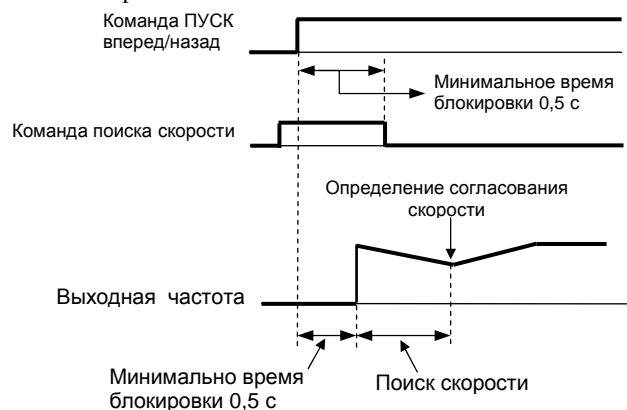 Команда ПУСК
вперед/назад
Минимальное время
блокировки 0,5 с
Команда поиска скорости
Определение согласования
скорости
Выходная частота
Минимально время
блокировки 0,5 с
Поиск скорости